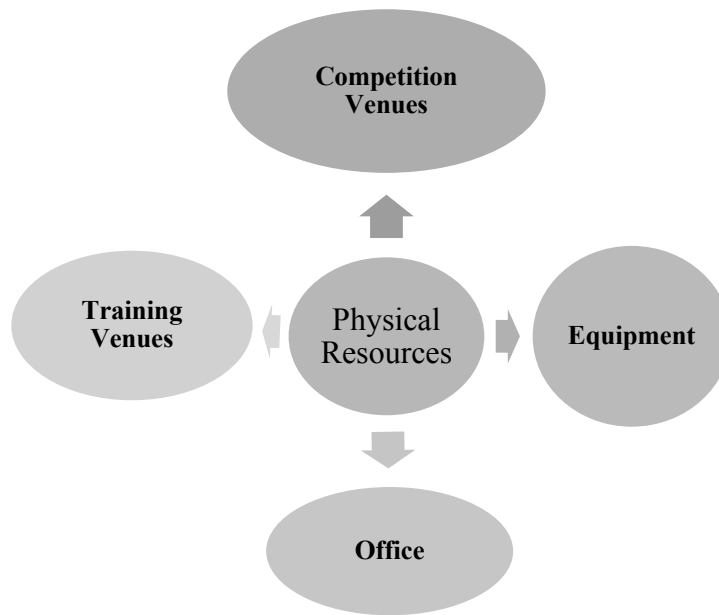 Competition
Venues
Training
Venues
Physical
Resources
Equipment
Office